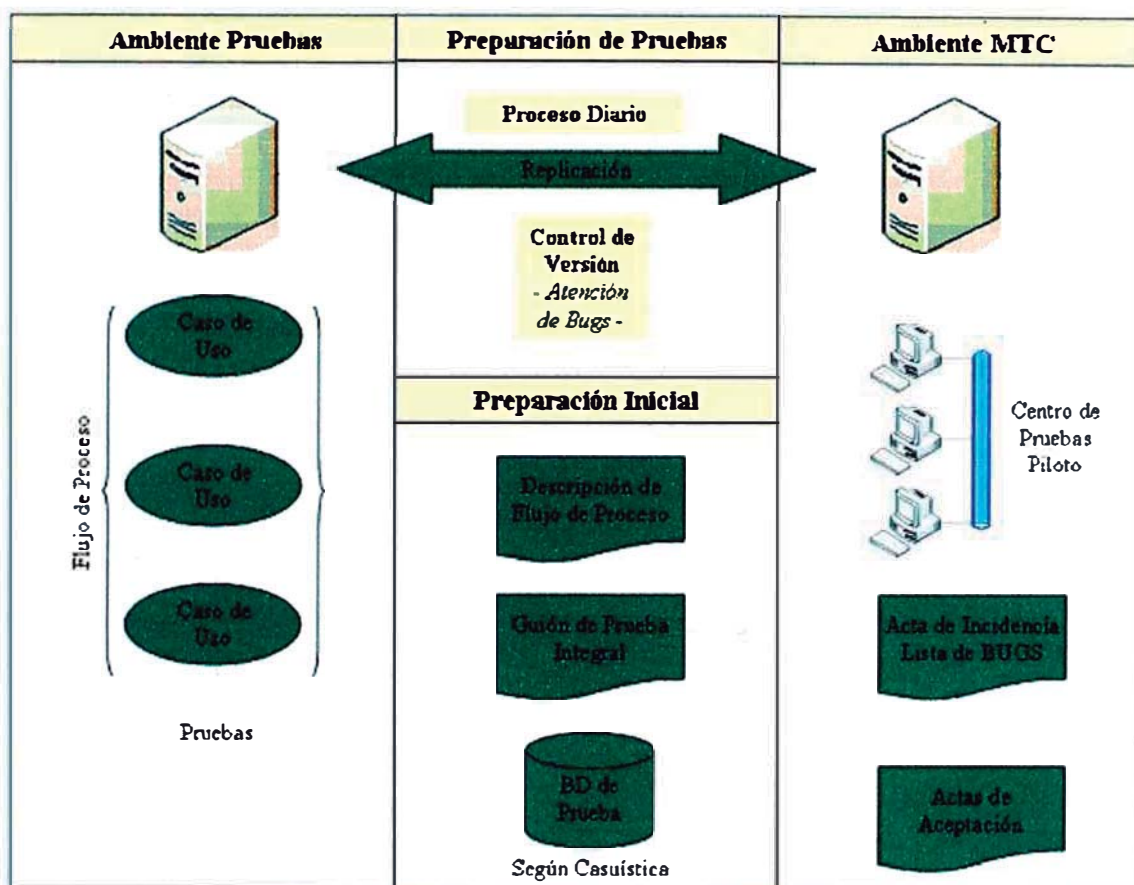 Ambiente Pruebas
Preparación de Pruebas
Ambiente MTC
Proceso Diario
Replicación
Control de
Versión
- Atención
de Bugs -
Caso de
Uso
Caso de
Uso
Caso de
Uso
Flujo de Proceso
Pruebas
Preparación Inicial
Descripción de
Flujo de Proceso
Guión de Prueba
Integral
BD de
Prueba
Según Casuística
Centro de
Pruebas
Piloto
Acta de Incidencia
Lista de BUGS
Actas de
Aceptación